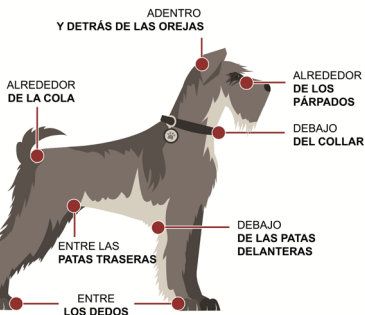 ADENTRO
Y DETRÁS DE LAS OREJAS
ALREDEDOR
DE LA COLA
ALREDEDOR
DE LOS
PÁRPADOS
DEBAJO
DEL COLLAR
DEBAJO
DE LAS PATAS
DELANTERAS
ENTRE LAS
PATAS TRASERAS
ENTRE
LOS DEDOS